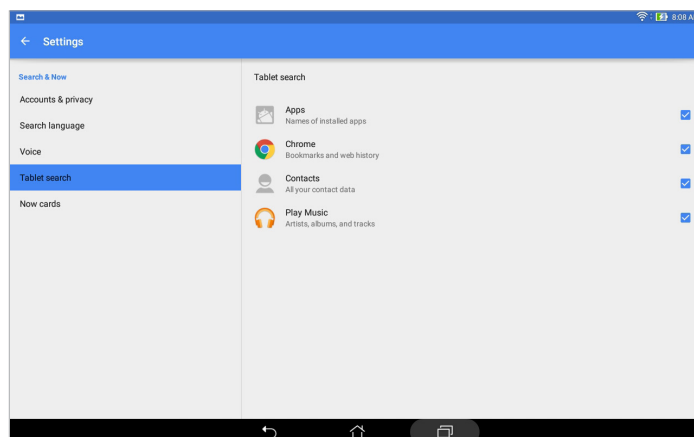 8:08 A
Settings
Search & Now
Accounts & privacy
Search language
Voice
Tablet search
Now cards
Tablet search
Apps
Names of installed apps
Chrome
Bookmarks and web history
Contacts
All your contact data
Play Music
Artists, albums, and tracks